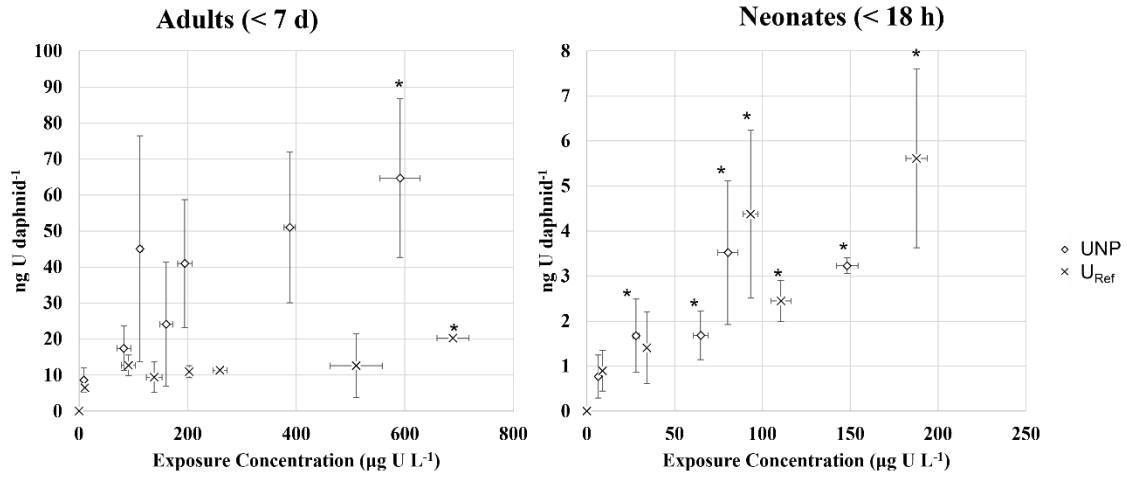 Adults (< 7 d)
ng U daphnid⁻¹
100
90
80
70
60
50
40
30
20
10
0
*
*
0 200 400 600 800
Exposure Concentration (µg U L⁻¹)
Neonates (< 18 h)
ng U daphnid⁻¹
8
7
6
5
4
3
2
1
0
*
*
*
*
*
*
*
0 50 100 150 200 250
Exposure Concentration (µg U L⁻¹)
UNP
U_Ref